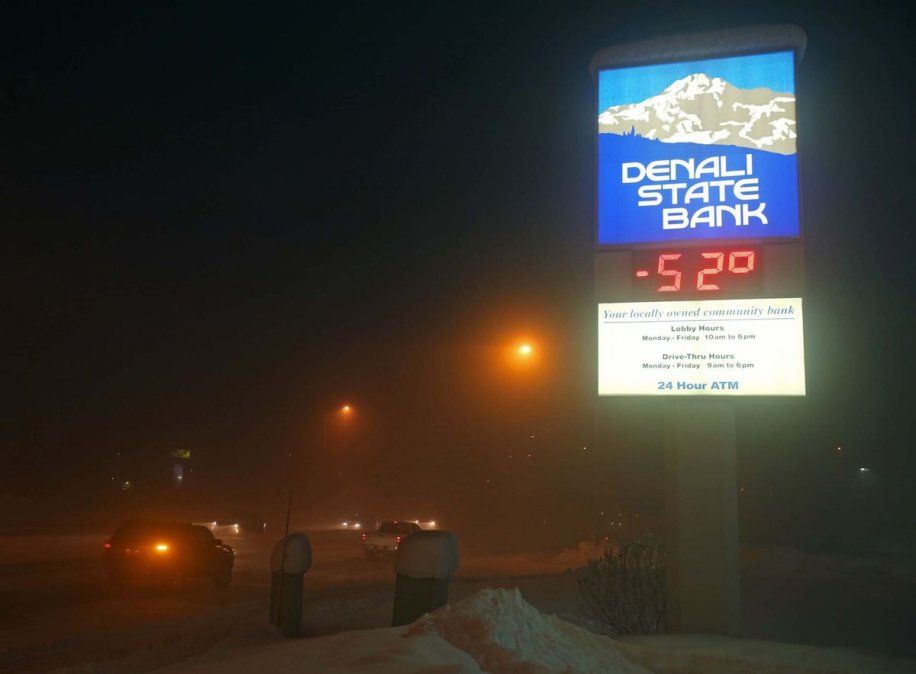 DENALI
STATE
BANK
-52°
Your locally owned community bank
Lobby Hours
Monday - Friday 10am to 6pm
Drive-Thru Hours
Monday - Friday 9am to 6pm
24 Hour ATM